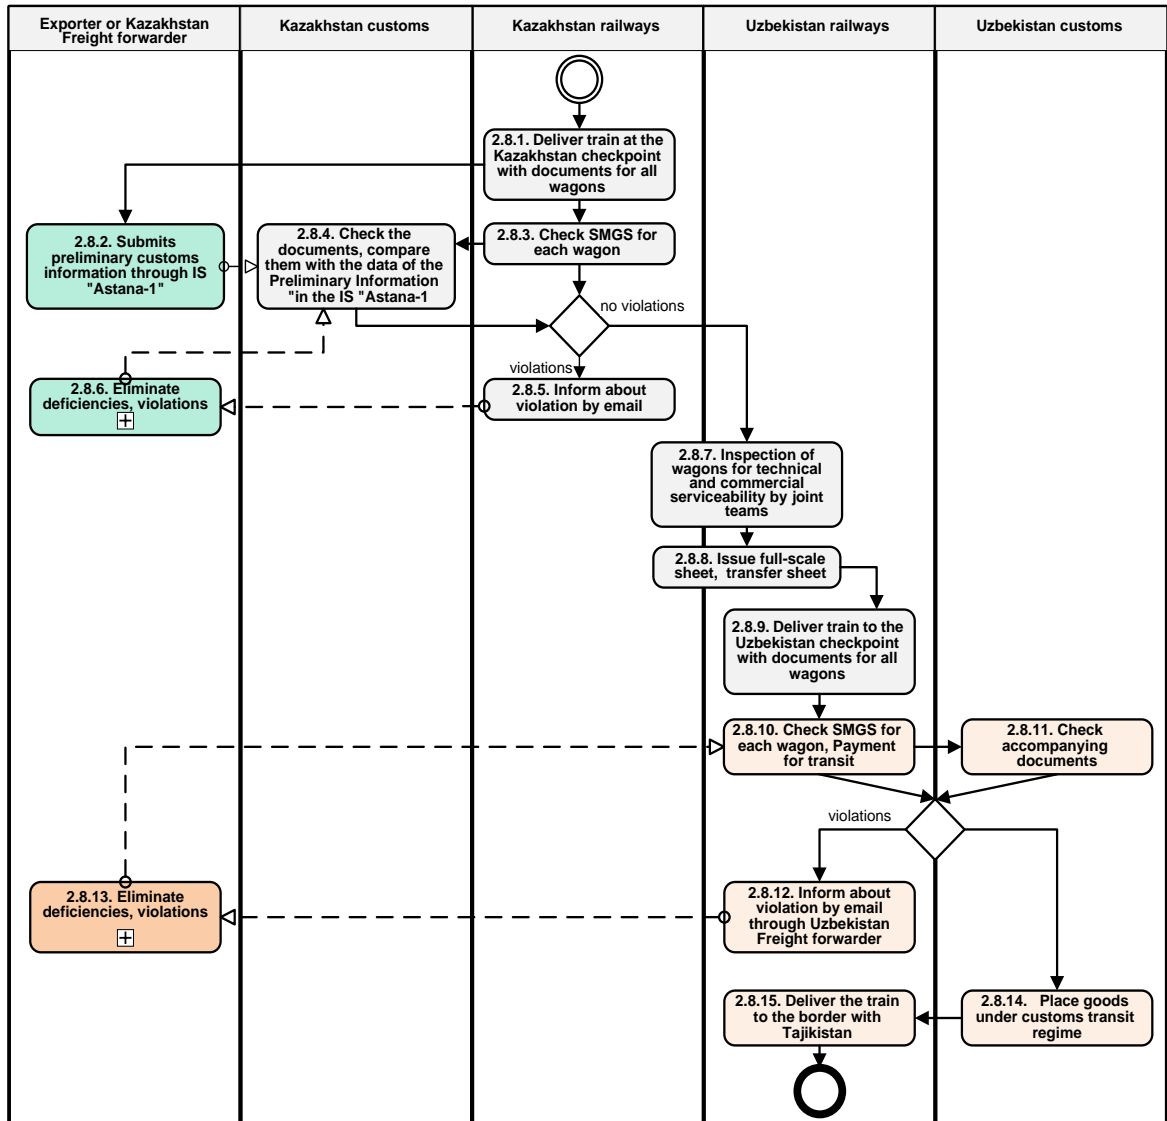 Exporter or Kazakhstan
Freight forwarder
Kazakhstan customs
Kazakhstan railways
Uzbekistan railways
Uzbekistan customs
2.8.1. Deliver train at the
Kazakhstan checkpoint
with documents for all
wagons
2.8.2. Submits
preliminary customs
information through IS
"Astana-1"
2.8.4. Check the
documents, compare
them with the data of the
Preliminary Information
"in the IS "Astana-1
2.8.3. Check SMGS for
each wagon
no violations
violations
2.8.6. Eliminate
deficiencies, violations
2.8.5. Inform about
violation by email
2.8.7. Inspection of
wagons for technical
and commercial
serviceability by joint
teams
2.8.8. Issue full-scale
sheet, transfer sheet
2.8.9. Deliver train to the
Uzbekistan checkpoint
with documents for all
wagons
2.8.10. Check SMGS for
each wagon, Payment
for transit
2.8.11. Check
accompanying
documents
violations
2.8.13. Eliminate
deficiencies, violations
2.8.12. Inform about
violation by email
through Uzbekistan
Freight forwarder
2.8.15. Deliver the train
to the border with
Tajikistan
2.8.14. Place goods
under customs transit
regime